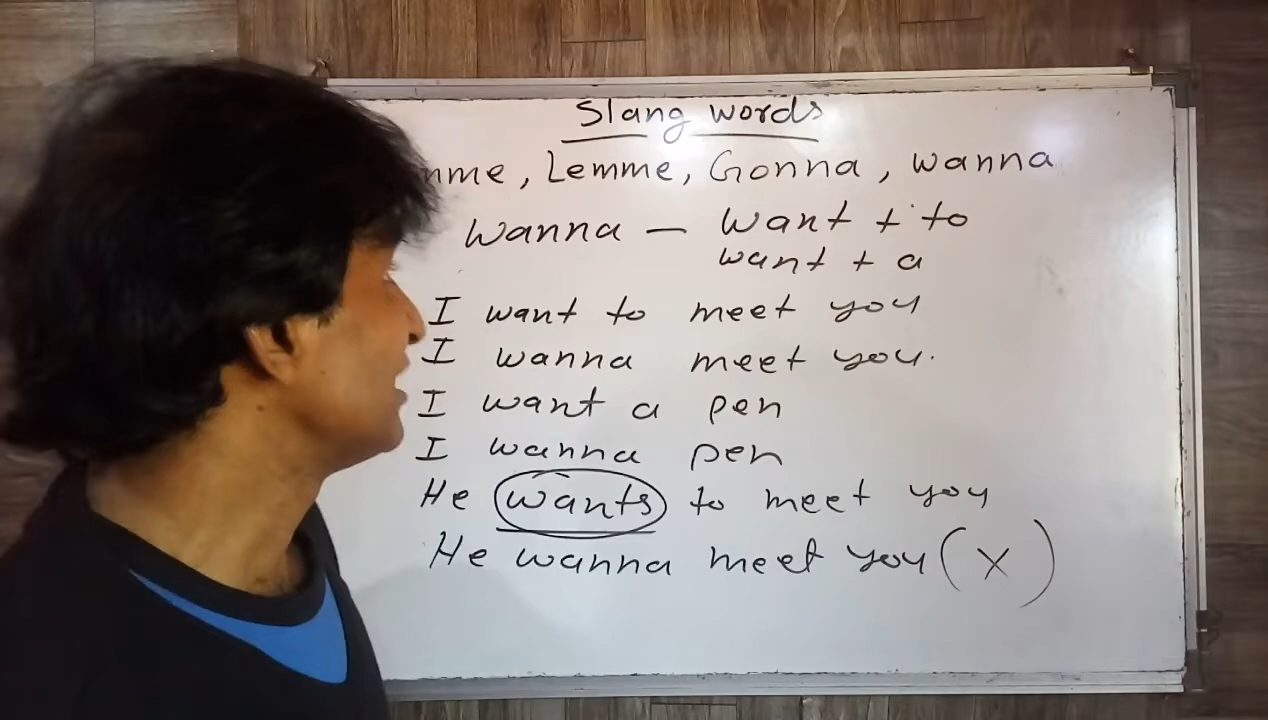 Slang words
Lemme, Gonna, wanna
Wanna – Want + to
want + a
I want to meet you
I wanna meet you.
I want a pen
I wanna pen
He wants to meet you
He wanna meet you (X)